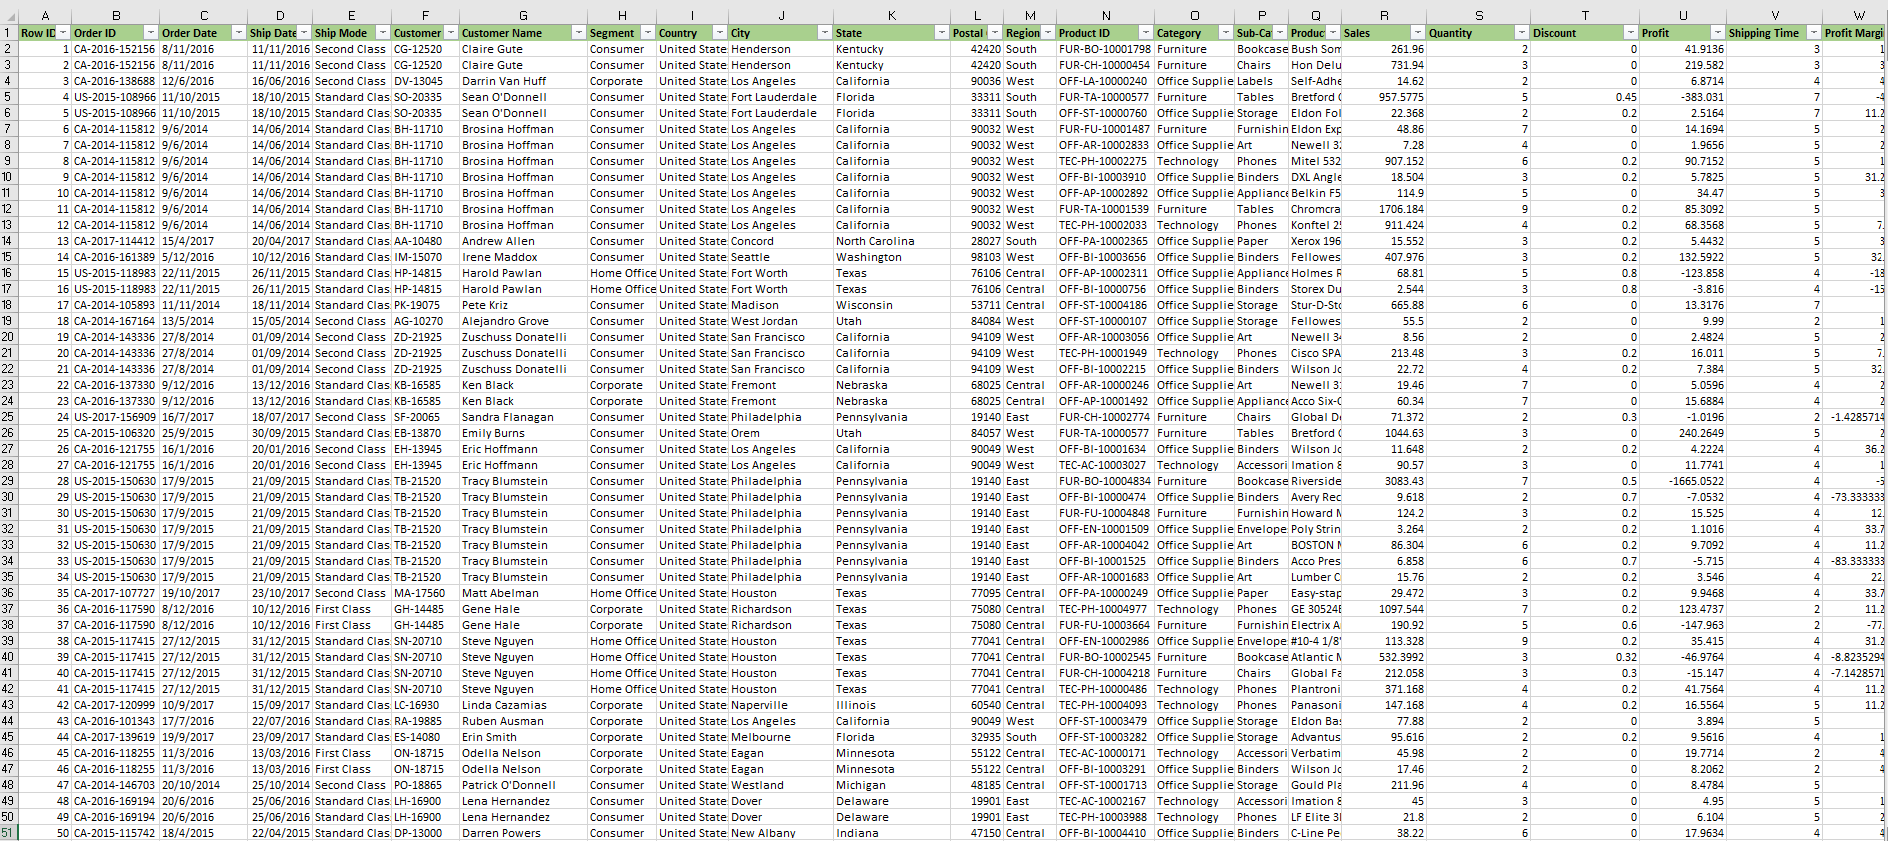 A B C D E F G H I J K L M N O P Q R S T U V W
1 Row ID Order ID Order Date Ship Date Ship Mode Customer Customer Name Segment Country City State Postal Region Product ID Category Sub-Ca Product Sales Quantity Discount Profit Shipping Time Profit Margi
2 1 CA-2016-152156 8/11/2016 11/11/2016 Second Class CG-12520 Claire Gute Consumer United State Henderson Kentucky 42420 South FUR-BO-10001798 Furniture Bookcase Bush Som 261.96 2 0 41.9136 3 1
3 2 CA-2016-152156 8/11/2016 11/11/2016 Second Class CG-12520 Claire Gute Consumer United State Henderson Kentucky 42420 South FUR-CH-10000454 Furniture Chairs Hon Delu 731.94 3 0 219.582 3 3
4 3 CA-2016-138688 12/6/2016 16/06/2016 Second Class DV-13045 Darrin Van Huff Corporate United State Los Angeles California 90036 West OFF-LA-10000240 Office Supplie Labels Self-Adhe 14.62 2 0 6.8714 4 4
5 4 US-2015-108966 11/10/2015 18/10/2015 Standard Clas SO-20335 Sean O'Donnell Consumer United State Fort Lauderdale Florida 33311 South FUR-TA-10000577 Furniture Tables Bretford 957.5775 5 0.45 -383.031 7 -4
6 5 US-2015-108966 11/10/2015 18/10/2015 Standard Clas SO-20335 Sean O'Donnell Consumer United State Fort Lauderdale Florida 33311 South OFF-ST-10000760 Office Supplie Storage Eldon Fol 22.368 2 0.2 2.5164 7 11.2
7 6 CA-2014-115812 9/6/2014 14/06/2014 Standard Clas BH-11710 Brosina Hoffman Consumer United State Los Angeles California 90032 West FUR-FU-10001487 Furniture Furnishin Eldon Exp 48.86 7 0 14.1694 5 2
8 7 CA-2014-115812 9/6/2014 14/06/2014 Standard Clas BH-11710 Brosina Hoffman Consumer United State Los Angeles California 90032 West OFF-AR-10002833 Office Supplie Art Newell 32 7.28 4 0 1.9656 5 2
9 8 CA-2014-115812 9/6/2014 14/06/2014 Standard Clas BH-11710 Brosina Hoffman Consumer United State Los Angeles California 90032 West TEC-PH-10002275 Technology Phones Mitel 532 907.152 6 0.2 90.7152 5 1
10 9 CA-2014-115812 9/6/2014 14/06/2014 Standard Clas BH-11710 Brosina Hoffman Consumer United State Los Angeles California 90032 West OFF-BI-10003910 Office Supplie Binders DXL Angle 18.504 3 0.2 5.7825 5 31.2
11 10 CA-2014-115812 9/6/2014 14/06/2014 Standard Clas BH-11710 Brosina Hoffman Consumer United State Los Angeles California 90032 West OFF-AP-10002892 Office Supplie Appliance Belkin F5 114.9 5 0 34.47 5 3
12 11 CA-2014-115812 9/6/2014 14/06/2014 Standard Clas BH-11710 Brosina Hoffman Consumer United State Los Angeles California 90032 West FUR-TA-10001539 Furniture Tables Chromcra 1706.184 9 0.2 85.3092 5
13 12 CA-2014-115812 9/6/2014 14/06/2014 Standard Clas BH-11710 Brosina Hoffman Consumer United State Los Angeles California 90032 West TEC-PH-10002033 Technology Phones Konftel 25 911.424 4 0.2 68.3568 5 7.
14 13 CA-2017-114412 15/4/2017 20/04/2017 Standard Clas AA-10480 Andrew Allen Consumer United State Concord North Carolina 28027 South OFF-PA-10002365 Office Supplie Paper Xerox 196 15.552 3 0.2 5.4432 5 3
15 14 CA-2016-161389 5/12/2016 10/12/2016 Standard Clas IM-15070 Irene Maddox Consumer United State Seattle Washington 98103 West OFF-BI-10003656 Office Supplie Binders Fellowes 407.976 3 0.2 132.5922 5 32.
16 15 US-2015-118983 22/11/2015 26/11/2015 Standard Clas HP-14815 Harold Pawlan Home Office United State Fort Worth Texas 76106 Central OFF-AP-10002311 Office Supplie Appliance Holmes R 68.81 5 0.8 -123.858 4 -18
17 16 US-2015-118983 22/11/2015 26/11/2015 Standard Clas HP-14815 Harold Pawlan Home Office United State Fort Worth Texas 76106 Central OFF-BI-10000756 Office Supplie Binders Storex Du 2.544 3 0.8 -3.816 4 -15
18 17 CA-2014-105893 11/11/2014 18/11/2014 Standard Clas PK-19075 Pete Kriz Consumer United State Madison Wisconsin 53711 Central OFF-ST-10004186 Office Supplie Storage Stur-D-Sto 665.88 6 0 13.3176 7
19 18 CA-2014-167164 13/5/2014 15/05/2014 Second Class AG-10270 Alejandro Grove Consumer United State West Jordan Utah 84084 West OFF-ST-10000107 Office Supplie Storage Fellowes 55.5 2 0 9.99 2 1
20 19 CA-2014-143336 27/8/2014 01/09/2014 Second Class ZD-21925 Zuschuss Donatelli Consumer United State San Francisco California 94109 West OFF-AR-10003056 Office Supplie Art Newell 34 8.56 2 0 2.4824 5 2
21 20 CA-2014-143336 27/8/2014 01/09/2014 Second Class ZD-21925 Zuschuss Donatelli Consumer United State San Francisco California 94109 West TEC-PH-10001949 Technology Phones Cisco SPA 213.48 3 0.2 16.011 5 7.
22 21 CA-2014-143336 27/8/2014 01/09/2014 Second Class ZD-21925 Zuschuss Donatelli Consumer United State San Francisco California 94109 West OFF-BI-10002215 Office Supplie Binders Wilson Jo 22.72 4 0.2 7.384 5 32.
23 22 CA-2016-137330 9/12/2016 13/12/2016 Standard Clas KB-16585 Ken Black Corporate United State Fremont Nebraska 68025 Central OFF-AR-10000246 Office Supplie Art Newell 31 19.46 7 0 5.0596 4 2
24 23 CA-2016-137330 9/12/2016 13/12/2016 Standard Clas KB-16585 Ken Black Corporate United State Fremont Nebraska 68025 Central OFF-AP-10001492 Office Supplie Appliance Acco Six-O 60.34 7 0 15.6884 4 2
25 24 US-2017-156909 16/7/2017 18/07/2017 Second Class SF-20065 Sandra Flanagan Consumer United State Philadelphia Pennsylvania 19140 East FUR-CH-10002774 Furniture Chairs Global De 71.372 2 0.3 -1.0196 2 -1.4285714
26 25 CA-2015-106320 25/9/2015 30/09/2015 Standard Clas EB-13870 Emily Burns Consumer United State Orem Utah 84057 West FUR-TA-10000577 Furniture Tables Bretford 1044.63 3 0 240.2649 5 2
27 26 CA-2016-121755 16/1/2016 20/01/2016 Second Class EH-13945 Eric Hoffmann Consumer United State Los Angeles California 90049 West OFF-BI-10001634 Office Supplie Binders Wilson Jo 11.648 2 0.2 4.2224 4 36.2
28 27 CA-2016-121755 16/1/2016 20/01/2016 Second Class EH-13945 Eric Hoffmann Consumer United State Los Angeles California 90049 West TEC-AC-10003027 Technology Accessori Imation 8 90.57 3 0 11.7741 4 1
29 28 US-2015-150630 17/9/2015 21/09/2015 Standard Clas TB-21520 Tracy Blumstein Consumer United State Philadelphia Pennsylvania 19140 East FUR-BO-10004834 Furniture Bookcase Riverside 3083.43 7 0.5 -1665.0522 4 -5
30 29 US-2015-150630 17/9/2015 21/09/2015 Standard Clas TB-21520 Tracy Blumstein Consumer United State Philadelphia Pennsylvania 19140 East OFF-BI-10000474 Office Supplie Binders Avery Rec 9.618 2 0.7 -7.0532 4 -73.333333
31 30 US-2015-150630 17/9/2015 21/09/2015 Standard Clas TB-21520 Tracy Blumstein Consumer United State Philadelphia Pennsylvania 19140 East FUR-FU-10004848 Furniture Furnishin Howard M 124.2 3 0.2 15.525 4 12.
32 31 US-2015-150630 17/9/2015 21/09/2015 Standard Clas TB-21520 Tracy Blumstein Consumer United State Philadelphia Pennsylvania 19140 East OFF-EN-10001509 Office Supplie Envelope Poly Strin 3.264 2 0.2 1.1016 4 33.7
33 32 US-2015-150630 17/9/2015 21/09/2015 Standard Clas TB-21520 Tracy Blumstein Consumer United State Philadelphia Pennsylvania 19140 East OFF-AR-10004042 Office Supplie Art BOSTON M 86.304 6 0.2 9.7092 4 11.2
34 33 US-2015-150630 17/9/2015 21/09/2015 Standard Clas TB-21520 Tracy Blumstein Consumer United State Philadelphia Pennsylvania 19140 East OFF-BI-10001525 Office Supplie Binders Acco Pres 6.858 6 0.7 -5.715 4 -83.333333
35 34 US-2015-150630 17/9/2015 21/09/2015 Standard Clas TB-21520 Tracy Blumstein Consumer United State Philadelphia Pennsylvania 19140 East OFF-AR-10001683 Office Supplie Art Lumber C 15.76 2 0.2 3.546 4 22.
36 35 CA-2017-107727 19/10/2017 23/10/2017 Second Class MA-17560 Matt Abelman Home Office United State Houston Texas 77095 Central OFF-PA-10000249 Office Supplie Paper Easy-stap 29.472 3 0.2 9.9468 4 33.7
37 36 CA-2016-117590 8/12/2016 10/12/2016 First Class GH-14485 Gene Hale Corporate United State Richardson Texas 75080 Central TEC-PH-10004977 Technology Phones GE 30524E 1097.544 7 0.2 123.4737 2 11.2
38 37 CA-2016-117590 8/12/2016 10/12/2016 First Class GH-14485 Gene Hale Corporate United State Richardson Texas 75080 Central FUR-FU-10003664 Furniture Furnishin Electrix A 190.92 5 0.6 -147.963 2 -77.
39 38 CA-2015-117415 27/12/2015 31/12/2015 Standard Clas SN-20710 Steve Nguyen Home Office United State Houston Texas 77041 Central OFF-EN-10002986 Office Supplie Envelope #10-4 1/8" 113.328 9 0.2 35.415 4 31.2
40 39 CA-2015-117415 27/12/2015 31/12/2015 Standard Clas SN-20710 Steve Nguyen Home Office United State Houston Texas 77041 Central FUR-BO-10002545 Furniture Bookcase Atlantic M 532.3992 3 0.32 -46.9764 4 -8.8235294
41 40 CA-2015-117415 27/12/2015 31/12/2015 Standard Clas SN-20710 Steve Nguyen Home Office United State Houston Texas 77041 Central FUR-CH-10004218 Furniture Chairs Global Fa 212.058 3 0.3 -15.147 4 -7.1428571
42 41 CA-2015-117415 27/12/2015 31/12/2015 Standard Clas SN-20710 Steve Nguyen Home Office United State Houston Texas 77041 Central TEC-PH-10000486 Technology Phones Plantroni 371.168 4 0.2 41.7564 4 11.2
43 42 CA-2017-120999 10/9/2017 15/09/2017 Standard Clas LC-16930 Linda Cazamias Corporate United State Naperville Illinois 60540 Central TEC-PH-10004093 Technology Phones Panasoni 147.168 4 0.2 16.5564 5 11.2
44 43 CA-2016-101343 17/7/2016 22/07/2016 Standard Clas RA-19885 Ruben Ausman Corporate United State Los Angeles California 90049 West OFF-ST-10003479 Office Supplie Storage Eldon Bas 77.88 2 0 3.894 5
45 44 CA-2017-139619 19/9/2017 23/09/2017 Standard Clas ES-14080 Erin Smith Corporate United State Melbourne Florida 32935 South OFF-ST-10003282 Office Supplie Storage Advantus 95.616 2 0.2 9.5616 4 1
46 45 CA-2016-118255 11/3/2016 13/03/2016 First Class ON-18715 Odella Nelson Corporate United State Eagan Minnesota 55122 Central TEC-AC-10000171 Technology Accessori Verbatim 45.98 2 0 19.7714 2 4
47 46 CA-2016-118255 11/3/2016 13/03/2016 First Class ON-18715 Odella Nelson Corporate United State Eagan Minnesota 55122 Central OFF-BI-10003291 Office Supplie Binders Wilson Jo 17.46 2 0 8.2062 2 4
48 47 CA-2014-146703 20/10/2014 25/10/2014 Second Class PO-18865 Patrick O'Donnell Consumer United State Westland Michigan 48185 Central OFF-ST-10001713 Office Supplie Storage Gould Pla 211.96 4 0 8.4784 5
49 48 CA-2016-169194 20/6/2016 25/06/2016 Standard Clas LH-16900 Lena Hernandez Consumer United State Dover Delaware 19901 East TEC-AC-10002167 Technology Accessori Imation 8 45 3 0 4.95 5 1
50 49 CA-2016-169194 20/6/2016 25/06/2016 Standard Clas LH-16900 Lena Hernandez Consumer United State Dover Delaware 19901 East TEC-PH-10003988 Technology Phones LF Elite 3 21.8 2 0 6.104 5 2
51 50 CA-2015-115742 18/4/2015 22/04/2015 Standard Clas DP-13000 Darren Powers Consumer United State New Albany Indiana 47150 Central OFF-BI-10004410 Office Supplie Binders C-Line Pe 38.22 6 0 17.9634 4 4